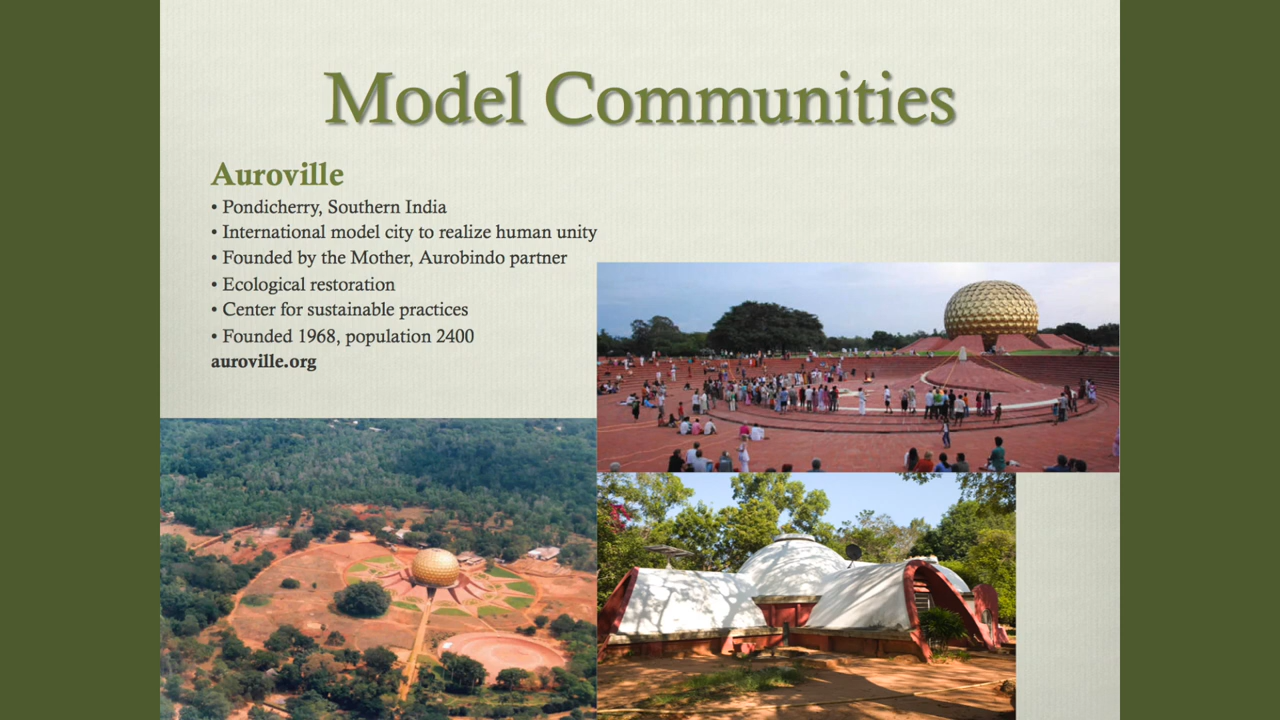 Model Communities
Auroville
• Pondicherry, Southern India
• International model city to realize human unity
• Founded by the Mother, Aurobindo partner
• Ecological restoration
• Center for sustainable practices
• Founded 1968, population 2400
auroville.org